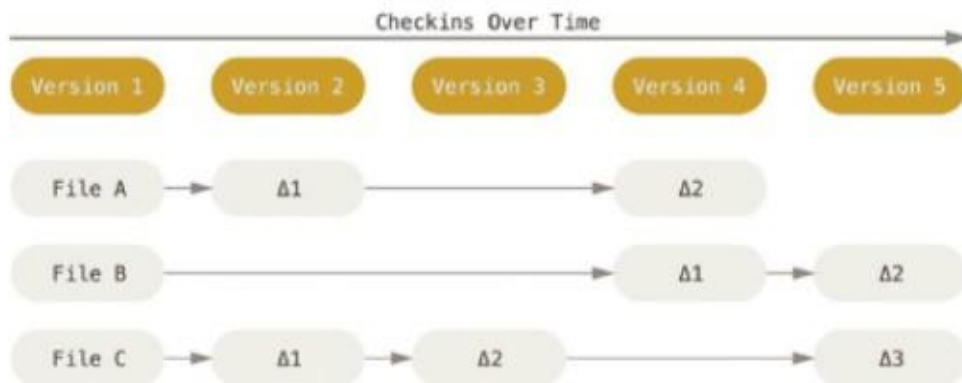 Checkins Over Time
Version 1 Version 2 Version 3 Version 4 Version 5
File A Δ1 Δ2
File B Δ1 Δ2
File C Δ1 Δ2 Δ3